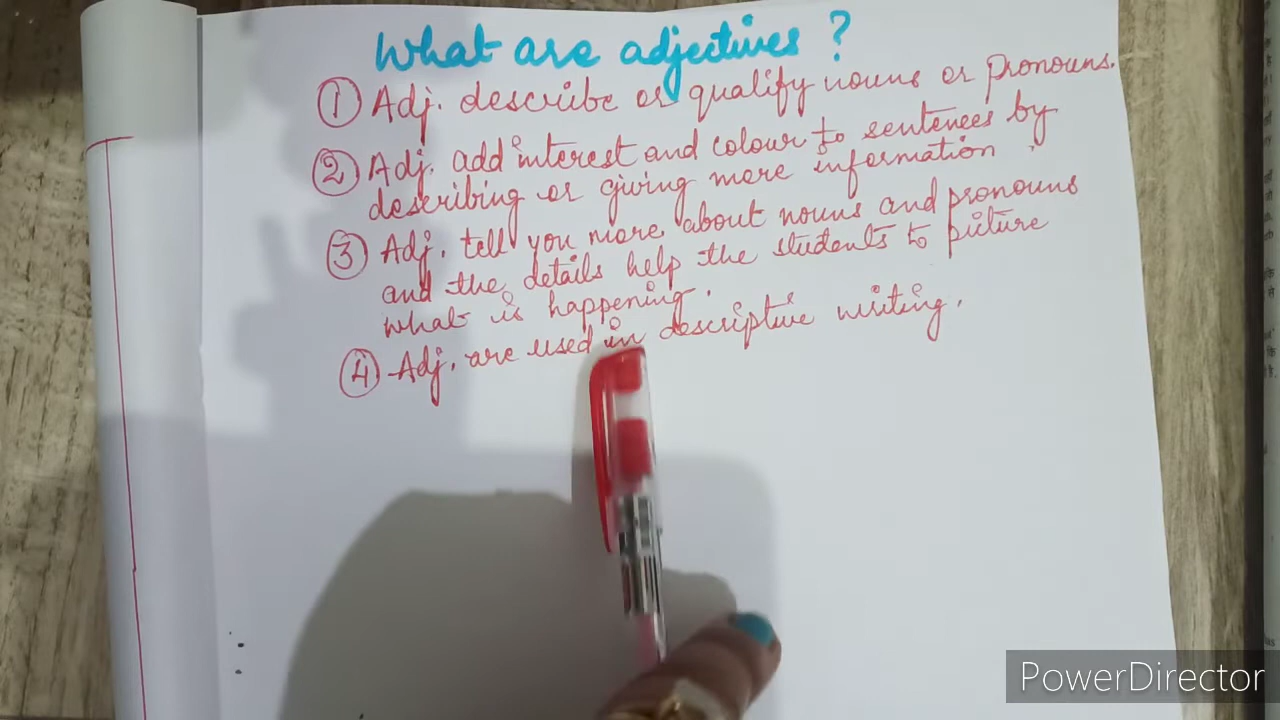 What are adjectives ?
① Adj. describe or qualify nouns or pronouns.
② Adj. add interest and colour to sentences by
describing or giving more information .
③ Adj. tell you more about nouns and pronouns
and the details help the students to picture
what is happening.
④ Adj. are used in descriptive writing.
PowerDirector